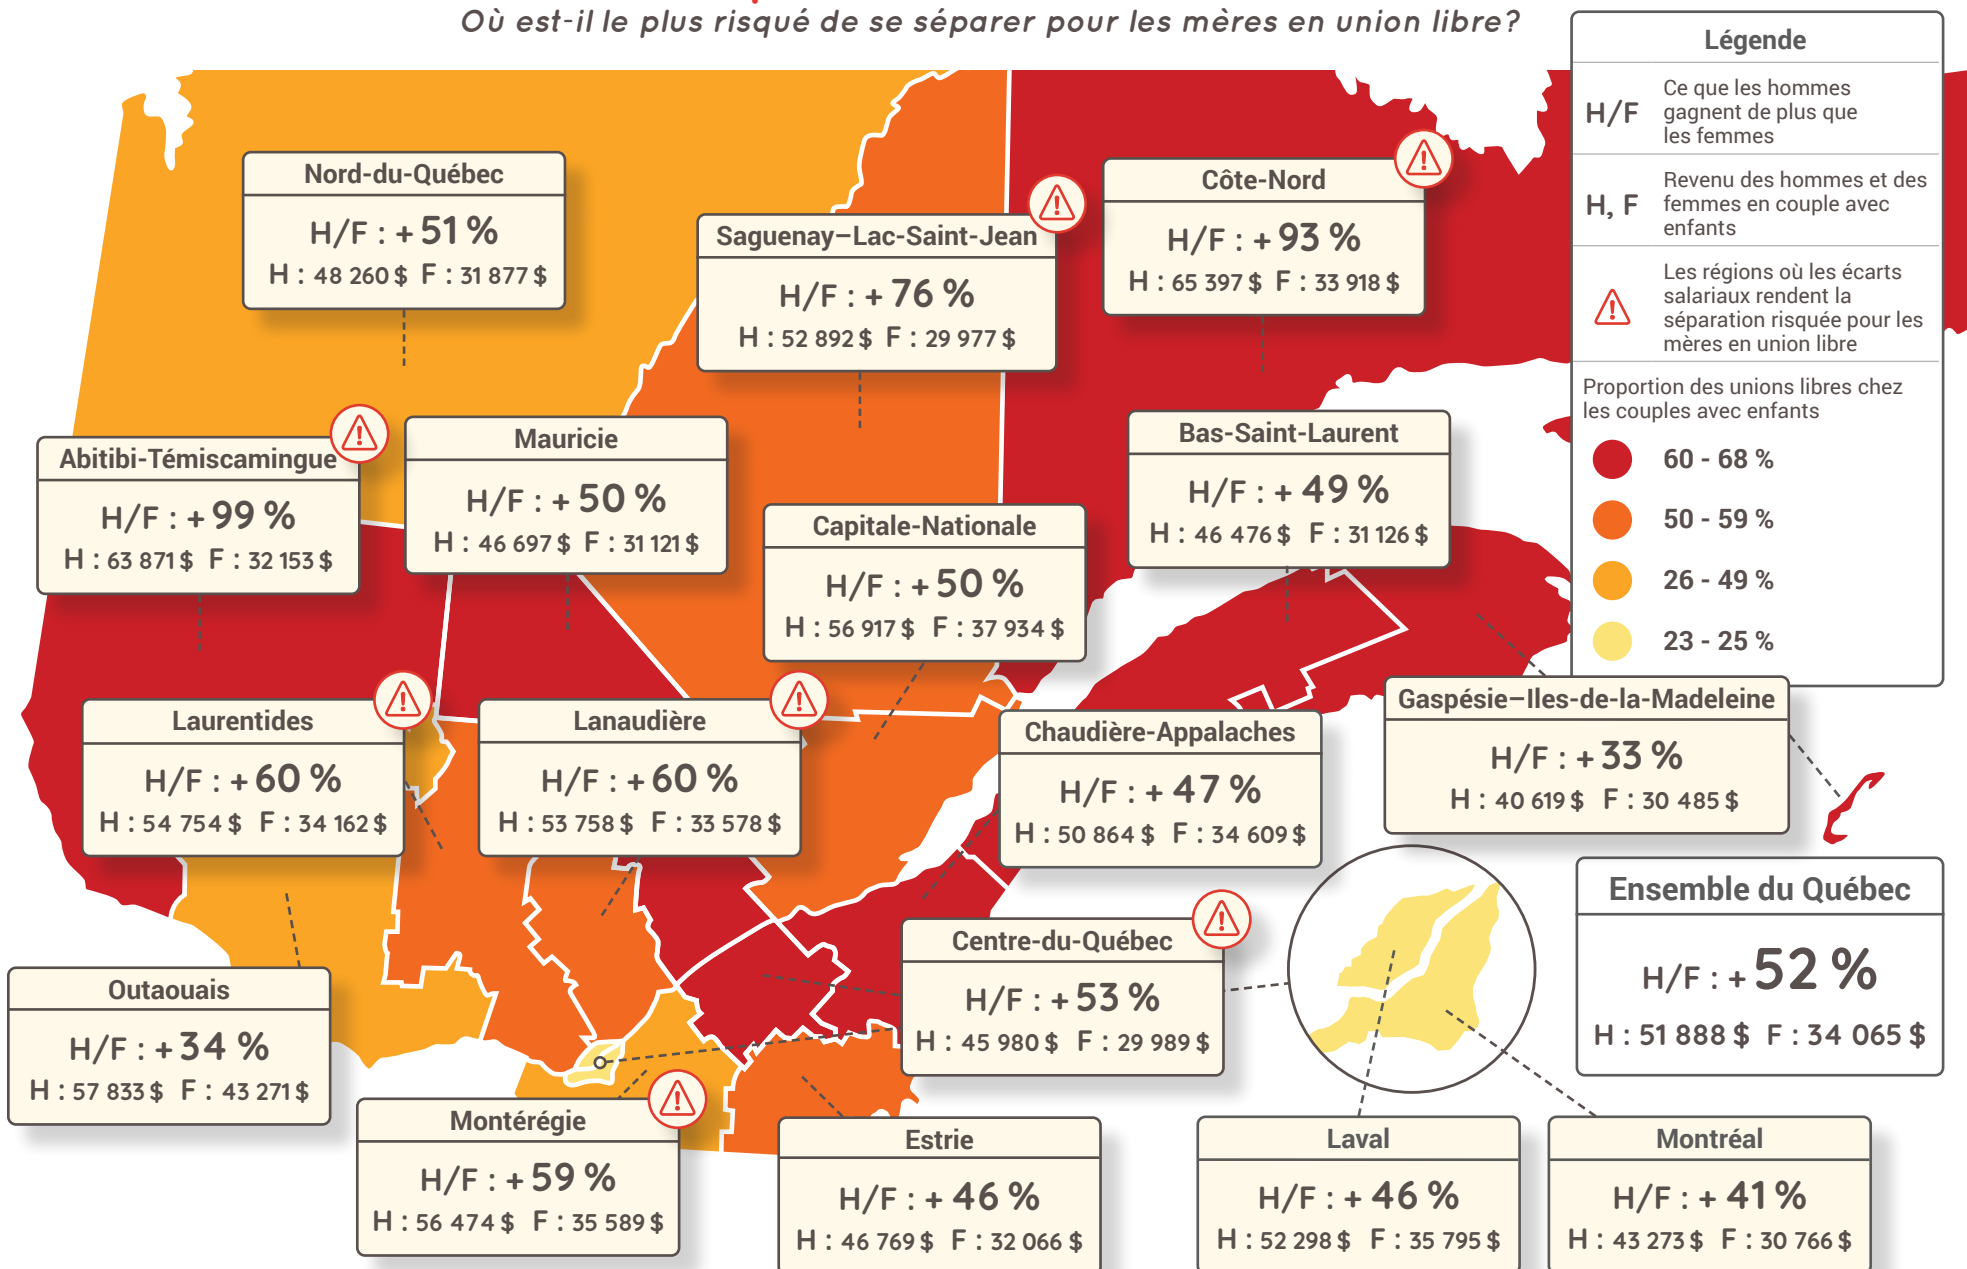 Où est-il le plus risqué de se séparer pour les mères en union libre?
Légende
H/F
Ce que les hommes
gagnent de plus que
les femmes
H, F
Revenu des hommes et des
femmes en couple avec
enfants
Les régions où les écarts
salariaux rendent la
séparation risquée pour les
mères en union libre
Proportion des unions libres chez
les couples avec enfants
60 - 68 %
50 - 59 %
26 - 49 %
23 - 25 %
Nord-du-Québec
H/F : + 51 %
H : 48 260 $ F : 31 877 $
Saguenay–Lac-Saint-Jean
H/F : + 76 %
H : 52 892 $ F : 29 977 $
Côte-Nord
H/F : + 93 %
H : 65 397 $ F : 33 918 $
Abitibi-Témiscamingue
H/F : + 99 %
H : 63 871 $ F : 32 153 $
Mauricie
H/F : + 50 %
H : 46 697 $ F : 31 121 $
Capitale-Nationale
H/F : + 50 %
H : 56 917 $ F : 37 934 $
Bas-Saint-Laurent
H/F : + 49 %
H : 46 476 $ F : 31 126 $
Laurentides
H/F : + 60 %
H : 54 754 $ F : 34 162 $
Lanaudière
H/F : + 60 %
H : 53 758 $ F : 33 578 $
Chaudière-Appalaches
H/F : + 47 %
H : 50 864 $ F : 34 609 $
Gaspésie–Iles-de-la-Madeleine
H/F : + 33 %
H : 40 619 $ F : 30 485 $
Outaouais
H/F : + 34 %
H : 57 833 $ F : 43 271 $
Centre-du-Québec
H/F : + 53 %
H : 45 980 $ F : 29 989 $
Ensemble du Québec
H/F : + 52 %
H : 51 888 $ F : 34 065 $
Montérégie
H/F : + 59 %
H : 56 474 $ F : 35 589 $
Estrie
H/F : + 46 %
H : 46 769 $ F : 32 066 $
Laval
H/F : + 46 %
H : 52 298 $ F : 35 795 $
Montréal
H/F : + 41 %
H : 43 273 $ F : 30 766 $